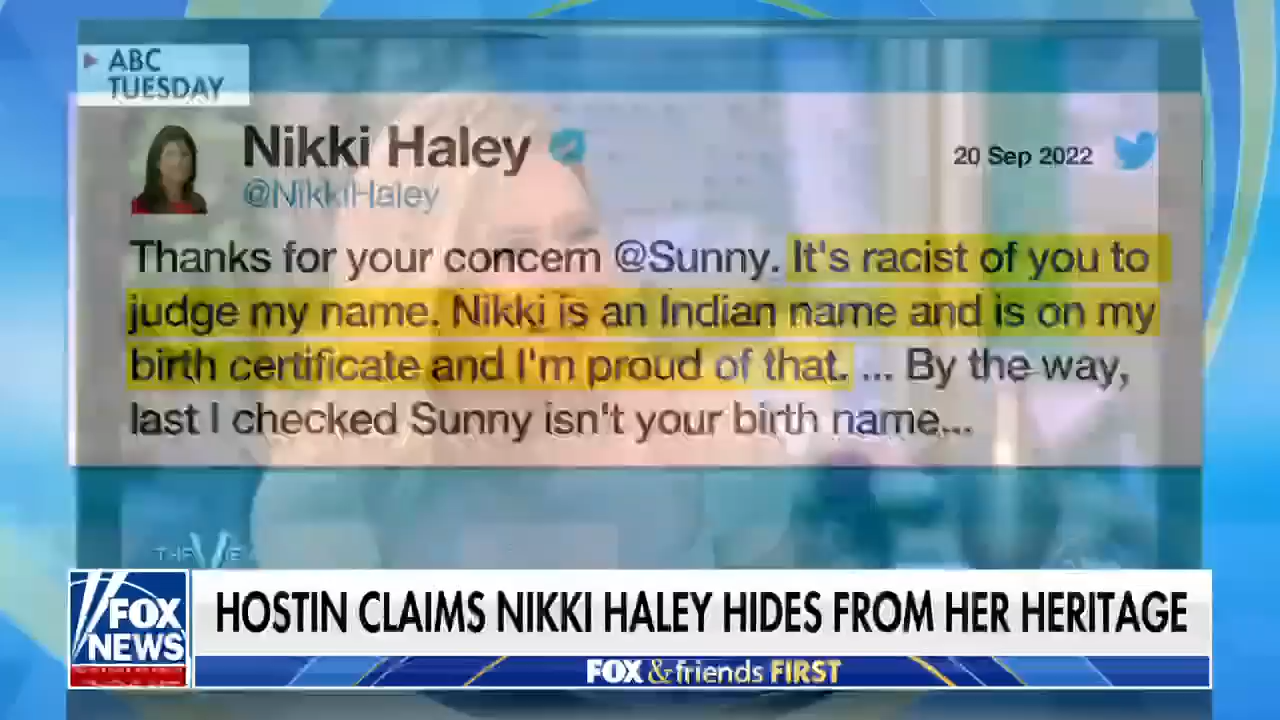 ABC
TUESDAY
Nikki Haley
@NikkiHaley
20 Sep 2022
Thanks for your concern @Sunny. It's racist of you to
judge my name. Nikki is an Indian name and is on my
birth certificate and I'm proud of that. ... By the way,
last I checked Sunny isn't your birth name...
THE VIEW
FOX
NEWS
HOSTIN CLAIMS NIKKI HALEY HIDES FROM HER HERITAGE
FOX & friends FIRST